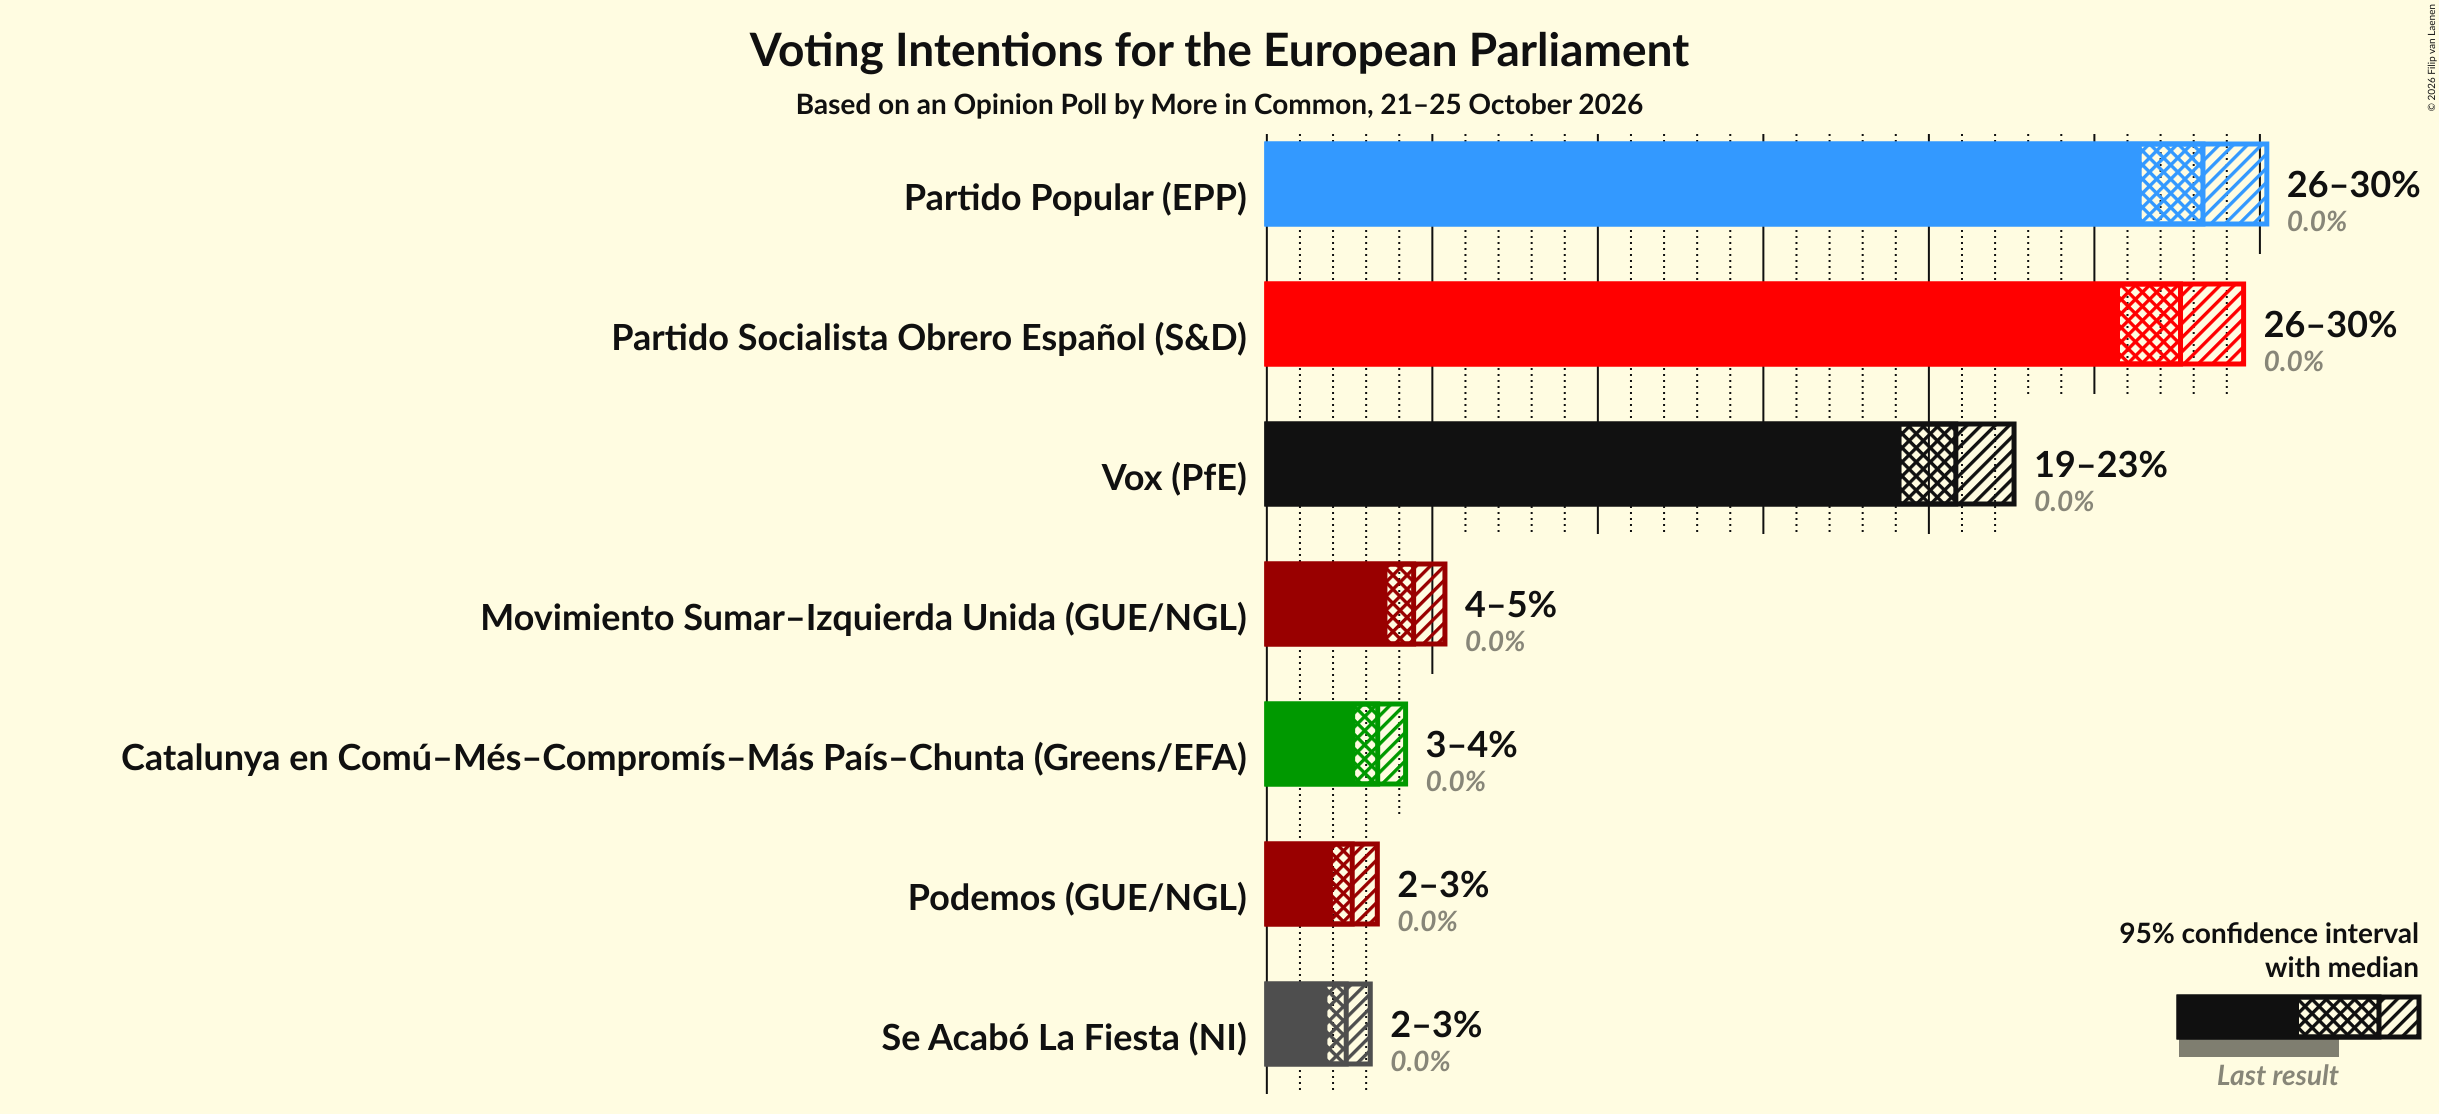 Voting Intentions for the European Parliament
Based on an Opinion Poll by More in Common, 21–25 October 2026
© 2026 Filip van Laenen
Partido Popular (EPP)
26–30%
0.0%
Partido Socialista Obrero Español (S&D)
26–30%
0.0%
Vox (PfE)
19–23%
0.0%
Movimiento Sumar–Izquierda Unida (GUE/NGL)
4–5%
0.0%
Catalunya en Comú–Més–Compromís–Más País–Chunta (Greens/EFA)
3–4%
0.0%
Podemos (GUE/NGL)
2–3%
0.0%
Se Acabó La Fiesta (NI)
2–3%
0.0%
95% confidence interval
with median
Last result